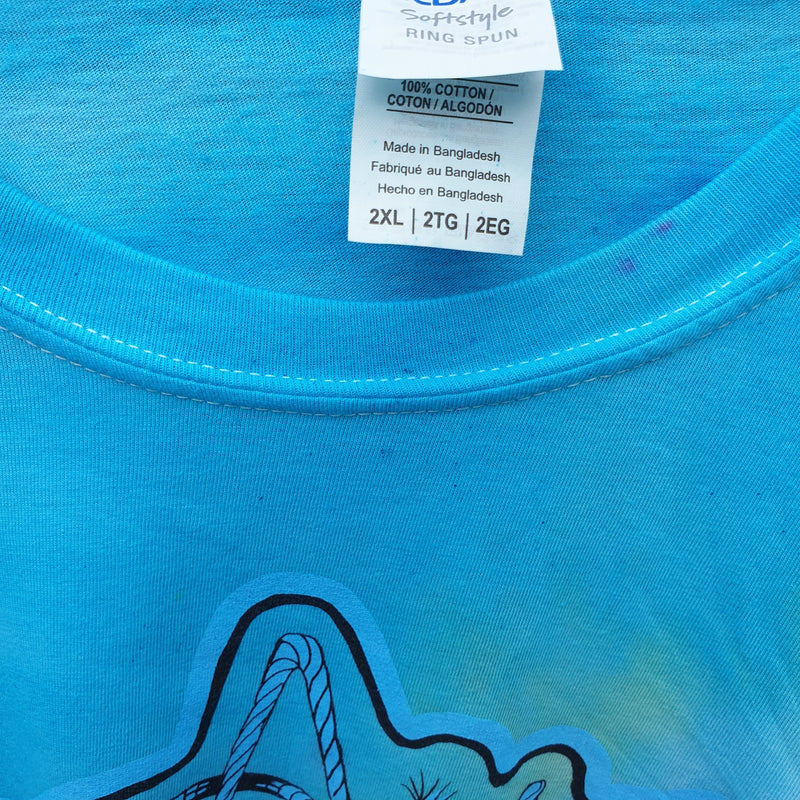 Softstyle
RING SPUN
100% COTTON /
COTON / ALGODÓN
Made in Bangladesh
Fabriqué au Bangladesh
Hecho en Bangladesh
2XL | 2TG | 2EG